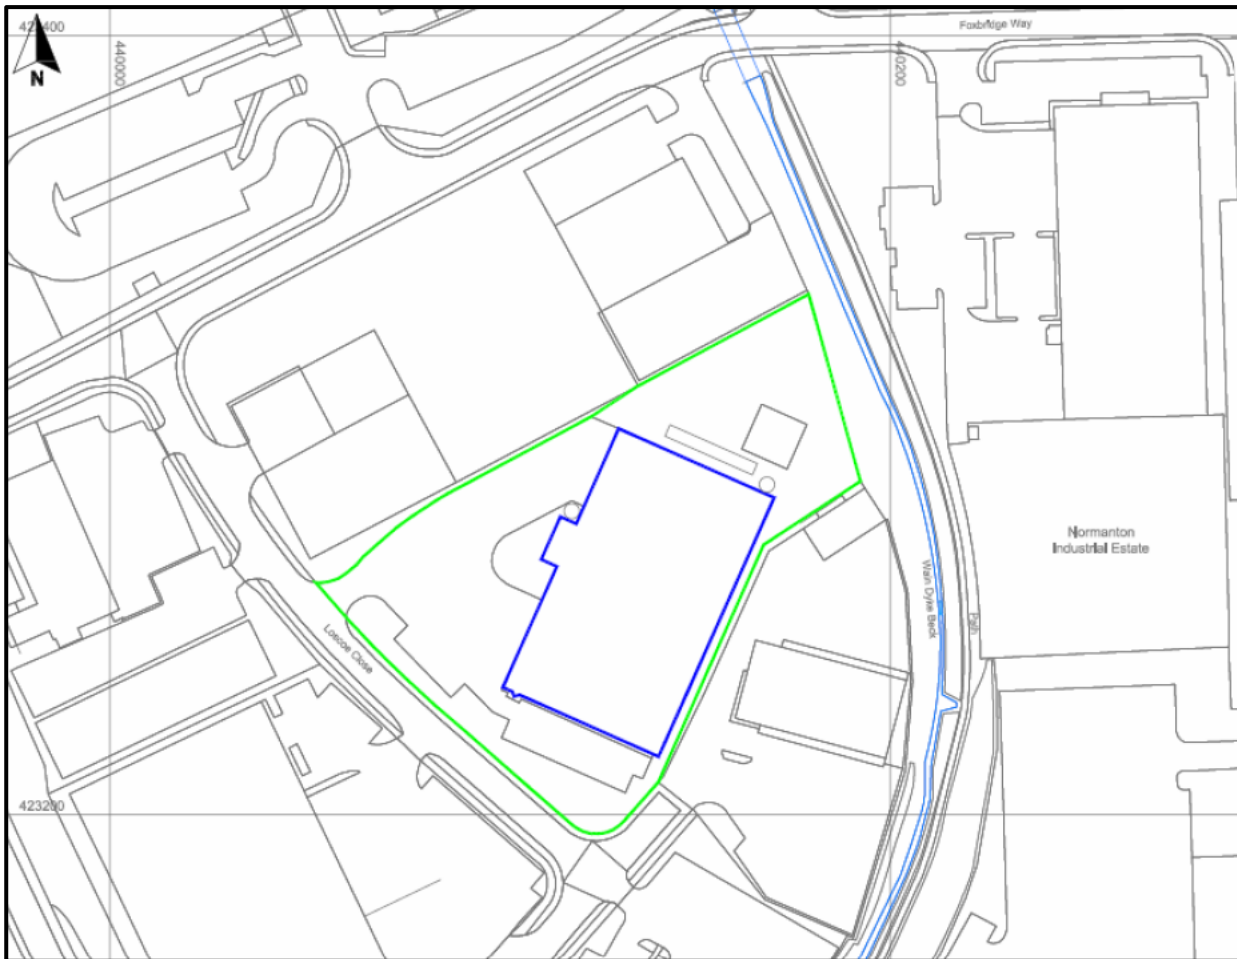 423400
Foxbridge Way
N
440000
440200
Normanton
Industrial Estate
Wain Dyke Beck
Path
Loscoe Close
423200